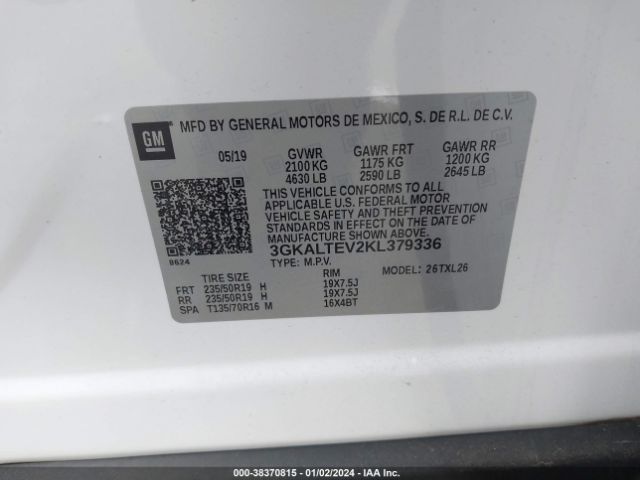 GM
MFD BY GENERAL MOTORS DE MEXICO, S. DE R.L. DE C.V.
05/19 GVWR GAWR FRT GAWR RR
2100 KG 1175 KG 1200 KG
4630 LB 2590 LB 2645 LB
THIS VEHICLE CONFORMS TO ALL
APPLICABLE U.S. FEDERAL MOTOR
VEHICLE SAFETY AND THEFT
PREVENTION STANDARDS IN EFFECT
ON THE DATE OF MANUFACTURE
SHOWN ABOVE.
3GKALTEV2KL379336
9624
TYPE: M.P.V. MODEL: 26TXL26
TIRE SIZE RIM
FRT 235/50R19 H 19X7.5J
RR 235/50R19 H 19X7.5J
SPA T135/70R16 M 16X4BT
000-38370815 - 01/02/2024 - IAA Inc.